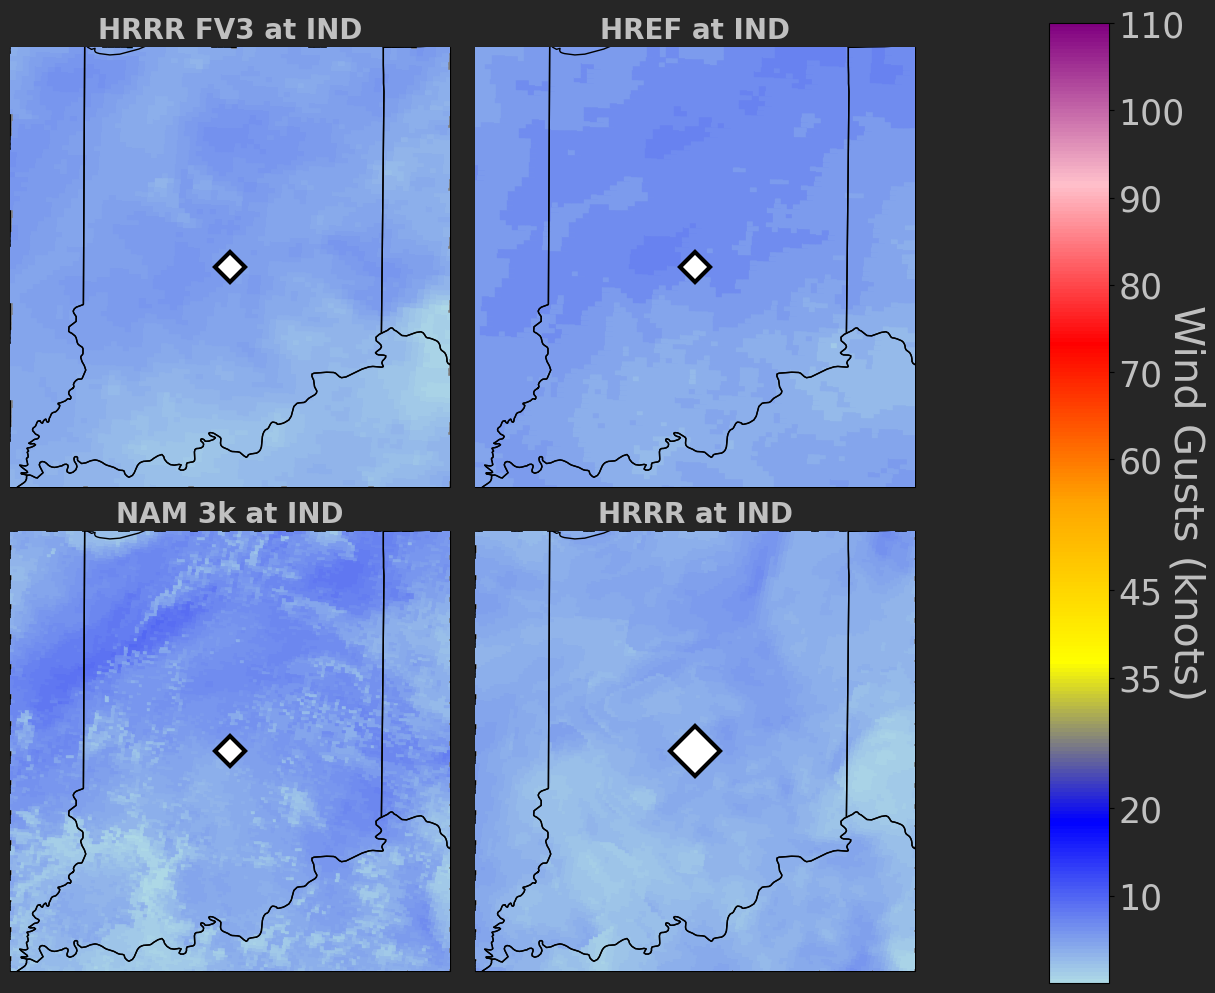 HRRR FV3 at IND
HREF at IND
NAM 3k at IND
HRRR at IND
110
100
90
80
70
60
45
35
20
10
Wind Gusts (knots)